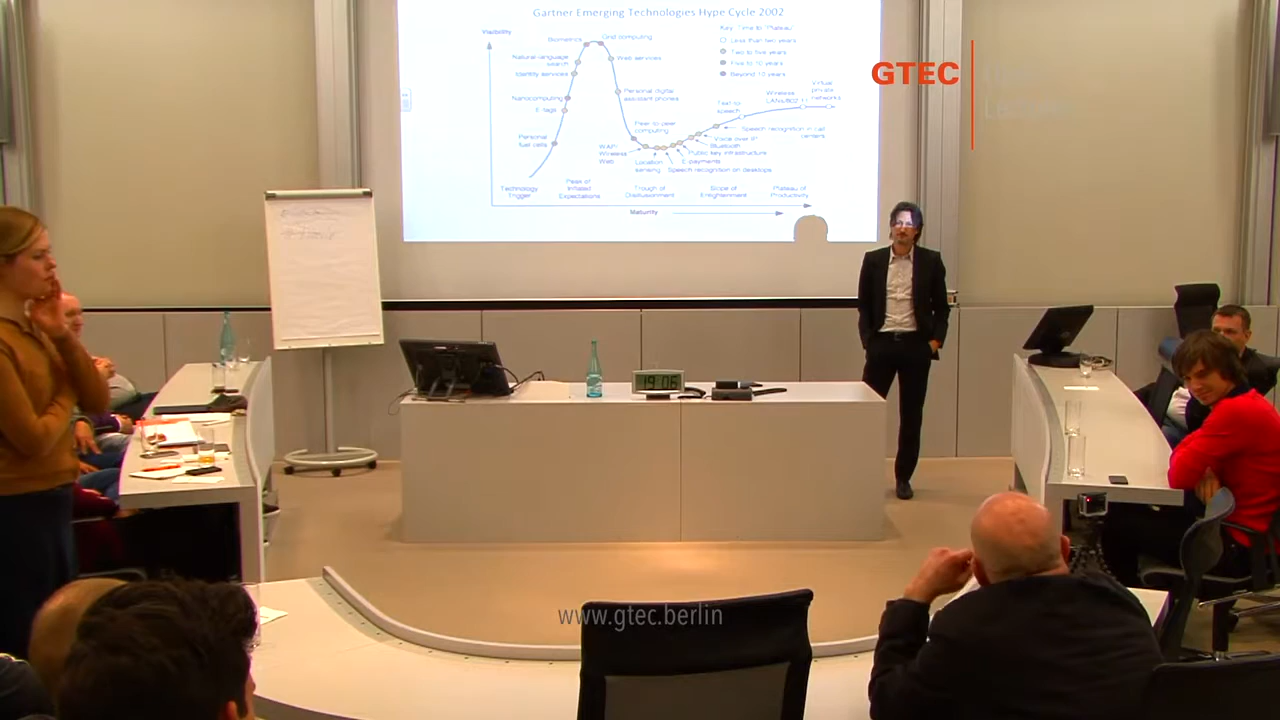 Gartner Emerging Technologies Hype Cycle 2002
Visibility
Key: Time to "Plateau"
Less than two years
Two to five years
Five to 10 years
Beyond 10 years
Biometrics
Grid computing
Natural-language
search
Identity services
Web services
Nanocomputing
E-tags
Personal digital
assistant phones
Personal
fuel cells
Peer-to-peer
computing
WAP/
Wireless
Web
Location
sensing
Speech recognition on desktops
E-payments
Public key infrastructure
Bluetooth
Voice over IP
Speech recognition in call
centers
Text-to-
speech
Wireless
LANs/802.11
Virtual
private
networks
Technology
Trigger
Peak of
Inflated
Expectations
Trough of
Disillusionment
Slope of
Enlightenment
Plateau of
Productivity
Maturity
GTEC
19:06
www.gtec.berlin